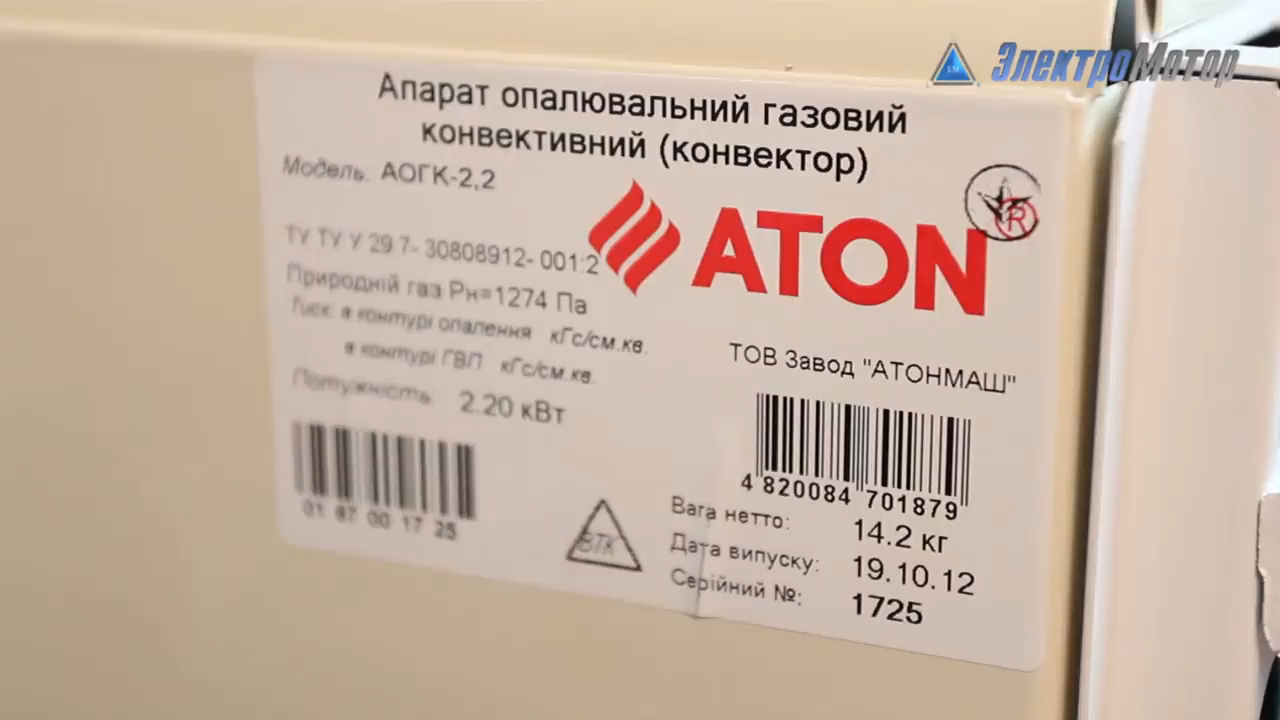 ЭлектроМотор
Апарат опалювальний газовий
конвективний (конвектор)
Модель: АОГК-2,2
ATON
R
ТУ ТУ У 29.7- 30808912- 001:2
Природній газ Рн=1274 Па
Тиск: в контурі опалення кГс/см.кв.
в контурі ГВП кГс/см.кв.
Потужність 2.20 кВт
ТОВ Завод "АТОНМАШ"
4 820084 701879
01 67 00 17 25
ВТК
Вага нетто: 14.2 кг
Дата випуску: 19.10.12
Серійний №: 1725